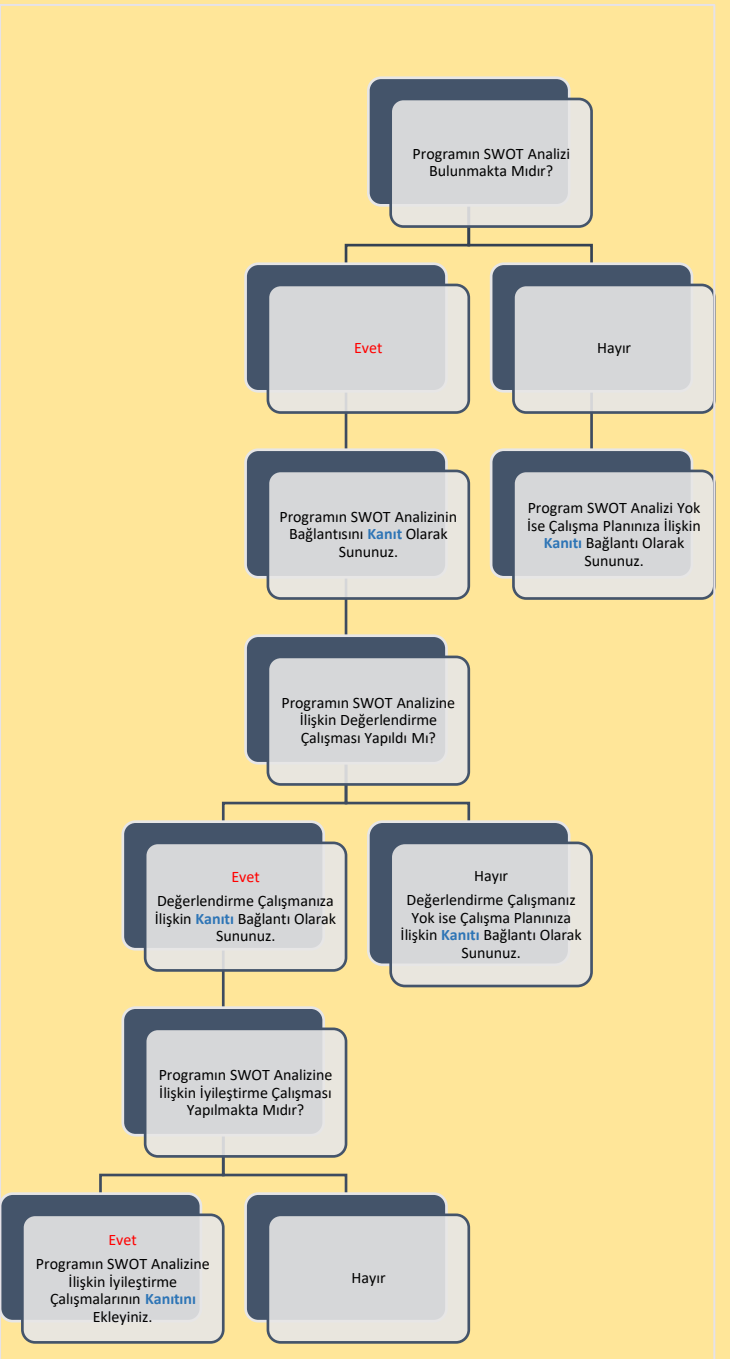 Programın SWOT Analizi
Bulunmakta Mıdır?
Evet
Hayır
Programın SWOT Analizinin
Bağlantısını Kanıt Olarak
Sununuz.
Program SWOT Analizi Yok
İse Çalışma Planınıza İlişkin
Kanıtı Bağlantı Olarak
Sununuz.
Programın SWOT Analizine
İlişkin Değerlendirme
Çalışması Yapıldı Mı?
Evet
Değerlendirme Çalışmanıza
İlişkin Kanıtı Bağlantı Olarak
Sununuz.
Hayır
Değerlendirme Çalışmanız
Yok ise Çalışma Planınıza
İlişkin Kanıtı Bağlantı Olarak
Sununuz.
Programın SWOT Analizine
İlişkin İyileştirme Çalışması
Yapılmakta Mıdır?
Evet
Programın SWOT Analizine
İlişkin İyileştirme
Çalışmalarının Kanıtını
Ekleyiniz.
Hayır